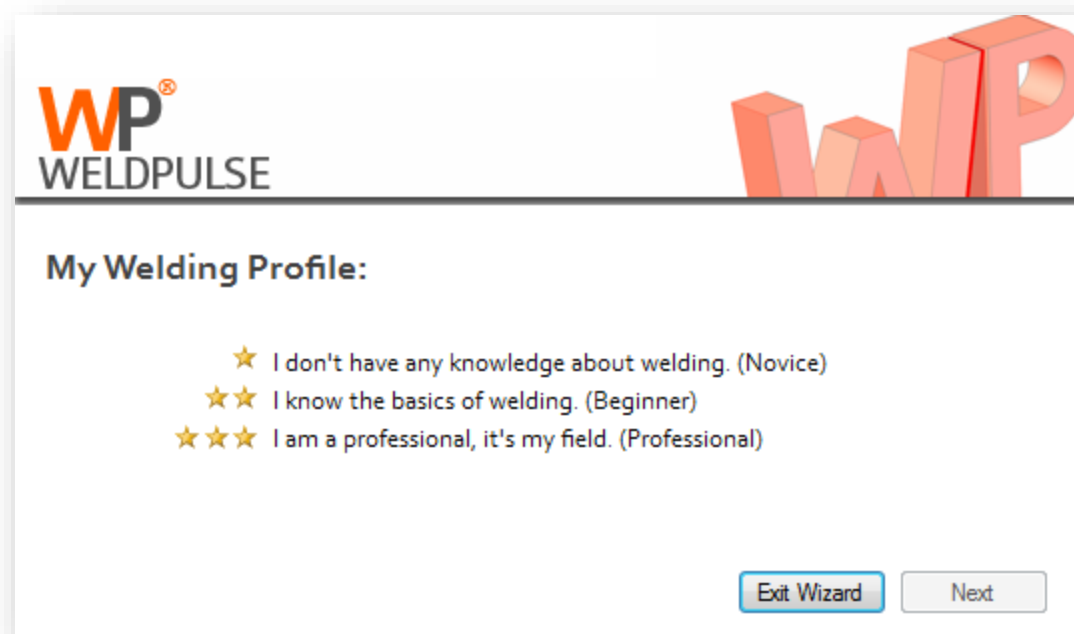 WP®
WELDPULSE
WP
My Welding Profile:
I don't have any knowledge about welding. (Novice)
I know the basics of welding. (Beginner)
I am a professional, it's my field. (Professional)
Exit Wizard
Next